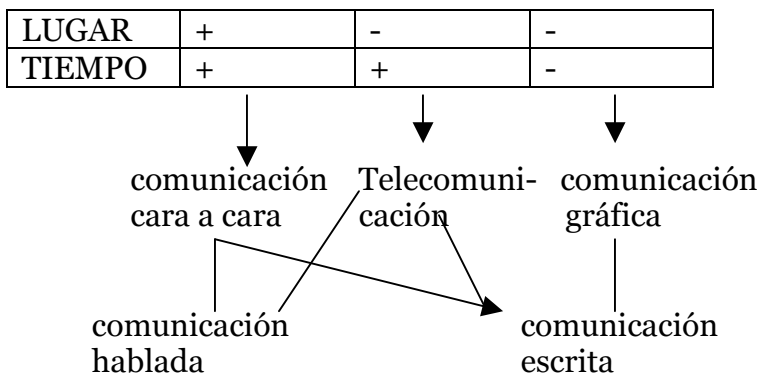 LUGAR + - -
TIEMPO + + -
comunicación Telecomuni- comunicación
cara a cara cación gráfica
comunicación comunicación
hablada escrita